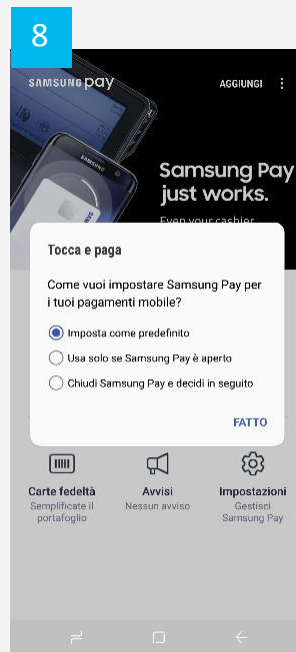 8
SAMSUNG pay
AGGIUNGI
SAMSUNG
Samsung Pay
just works.
Even your cashier
Tocca e paga
Come vuoi impostare Samsung Pay per
i tuoi pagamenti mobile?
Imposta come predefinito
Usa solo se Samsung Pay è aperto
Chiudi Samsung Pay e decidi in seguito
FATTO
Carte fedeltà
Semplificate il
portafoglio
Avvisi
Nessun avviso
Impostazioni
Gestisci
Samsung Pay